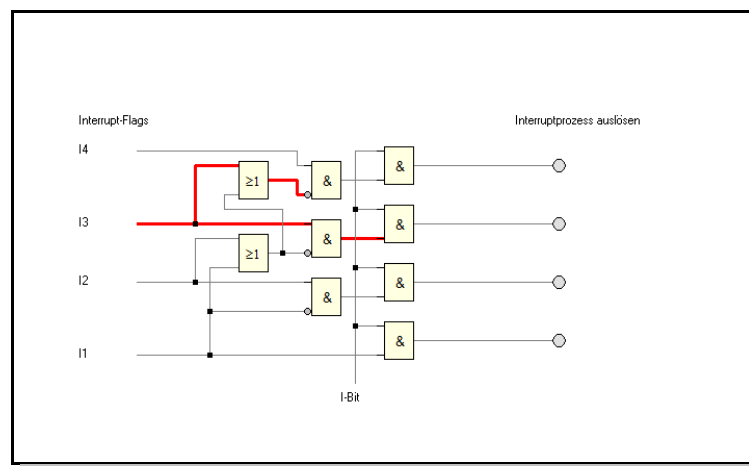 Interrupt-Flags
Interruptprozess auslösen
I4
&
≥1
&
I3
&
&
≥1
I2
&
&
I1
&
I-Bit